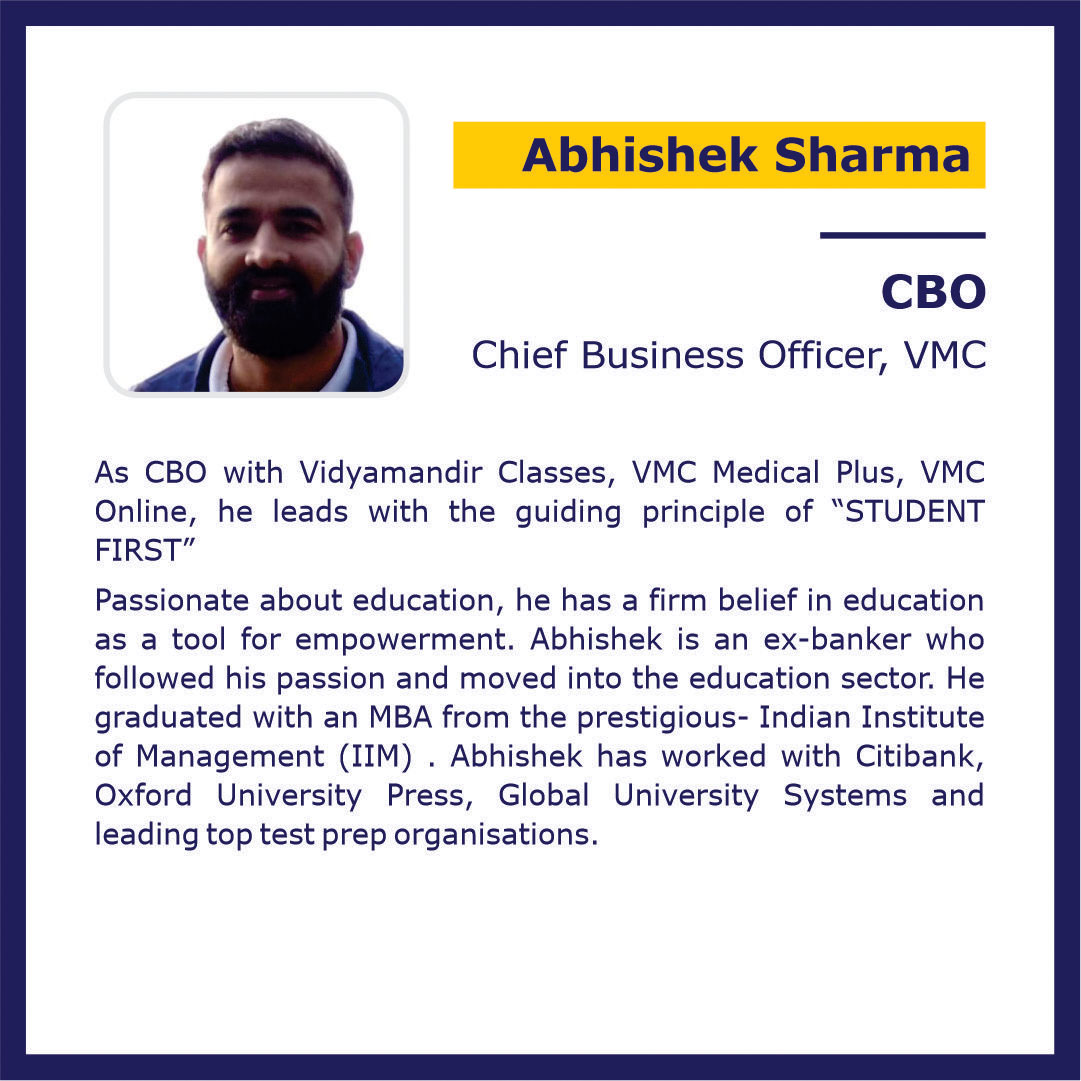 Abhishek Sharma
CBO
Chief Business Officer, VMC
As CBO with Vidyamandir Classes, VMC Medical Plus, VMC
Online, he leads with the guiding principle of “STUDENT
FIRST”
Passionate about education, he has a firm belief in education
as a tool for empowerment. Abhishek is an ex-banker who
followed his passion and moved into the education sector. He
graduated with an MBA from the prestigious- Indian Institute
of Management (IIM) . Abhishek has worked with Citibank,
Oxford University Press, Global University Systems and
leading top test prep organisations.